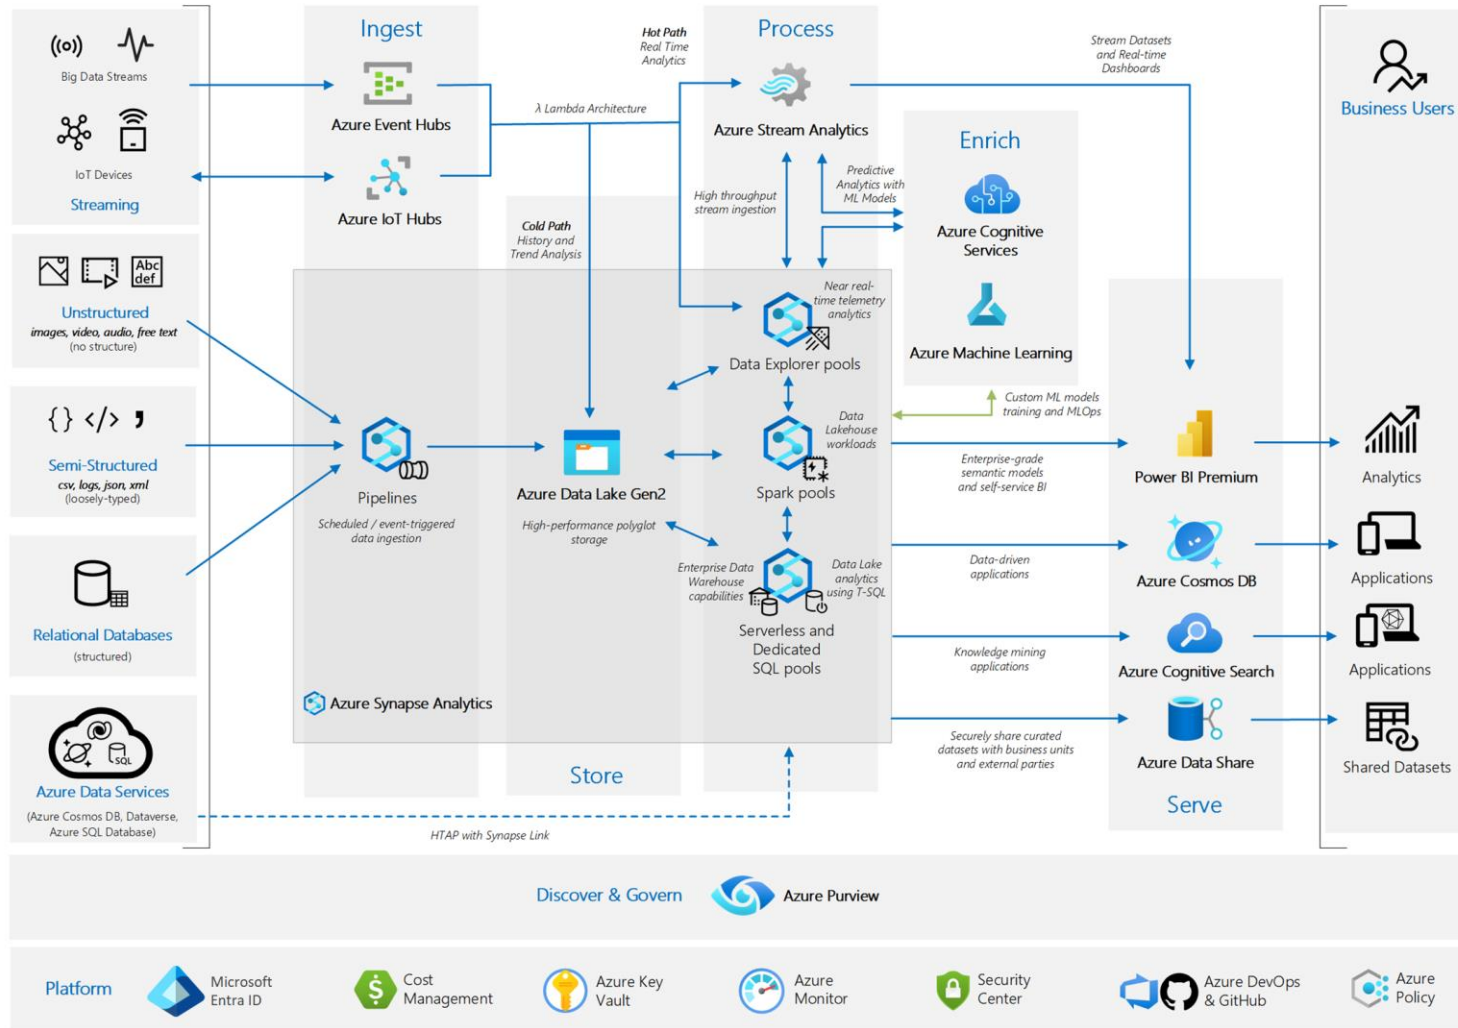 Ingest
Process
Hot Path
Real Time
Analytics
Stream Datasets
and Real-time
Dashboards
Big Data Streams
IoT Devices
Streaming
Azure Event Hubs
Azure IoT Hubs
λ Lambda Architecture
Azure Stream Analytics
Business Users
Enrich
High throughput
stream ingestion
Predictive
Analytics with
ML Models
Azure Cognitive
Services
Azure Machine Learning
Cold Path
History and
Trend Analysis
Abc
def
Unstructured
images, video, audio, free text
(no structure)
Near real-
time telemetry
analytics
Data Explorer pools
Custom ML models
training and MLOps
{} </> ,
Semi-Structured
csv, logs, json, xml
(loosely-typed)
Pipelines
Scheduled / event-triggered
data ingestion
Azure Data Lake Gen2
High-performance polyglot
storage
Data
Lakehouse
workloads
Spark pools
Enterprise-grade
semantic models
and self-service BI
Power BI Premium
Analytics
Relational Databases
(structured)
Enterprise Data
Warehouse
capabilities
Data Lake
analytics
using T-SQL
Serverless and
Dedicated
SQL pools
Data-driven
applications
Azure Cosmos DB
Applications
Knowledge mining
applications
Azure Cognitive Search
Applications
Azure Synapse Analytics
Securely share curated
datasets with business units
and external parties
Azure Data Share
Shared Datasets
Store
Serve
SQL
Azure Data Services
(Azure Cosmos DB, Dataverse,
Azure SQL Database)
HTAP with Synapse Link
Discover & Govern
Azure Purview
Platform
Microsoft
Entra ID
$
Cost
Management
Azure Key
Vault
Azure
Monitor
Security
Center
Azure DevOps
& GitHub
Azure
Policy